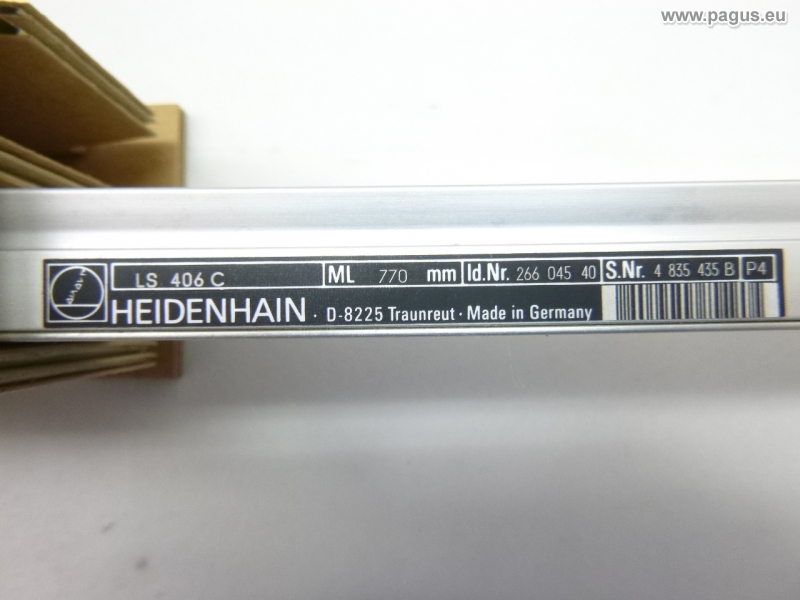 www.pagus.eu
LS 406 C ML 770 mm Id.Nr. 266 045 40 S.Nr. 4 835 435 B P4
HEIDENHAIN · D-8225 Traunreut · Made in Germany